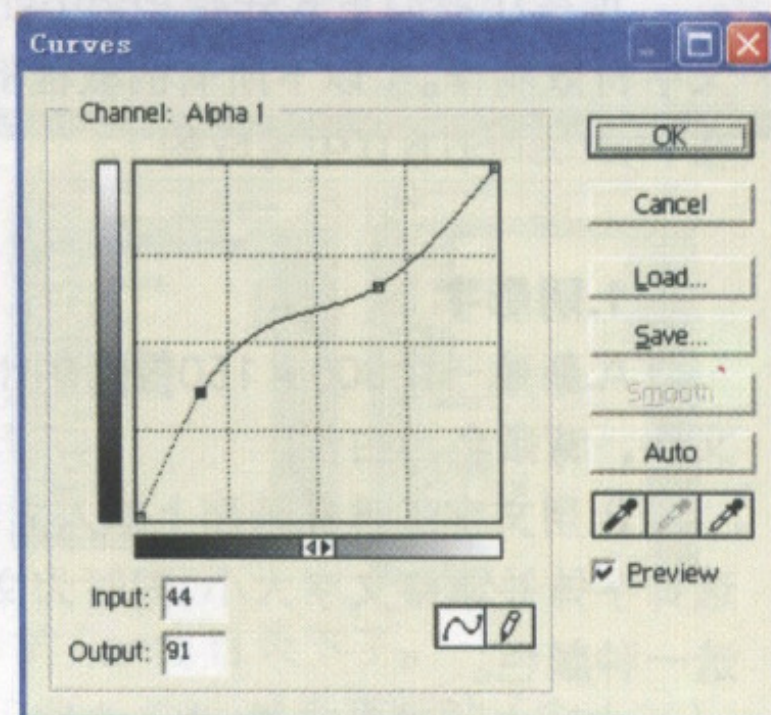 Curves
Channel: Alpha 1
OK
Cancel
Load...
Save...
Smooth
Auto
Preview
Input: 44
Output: 91